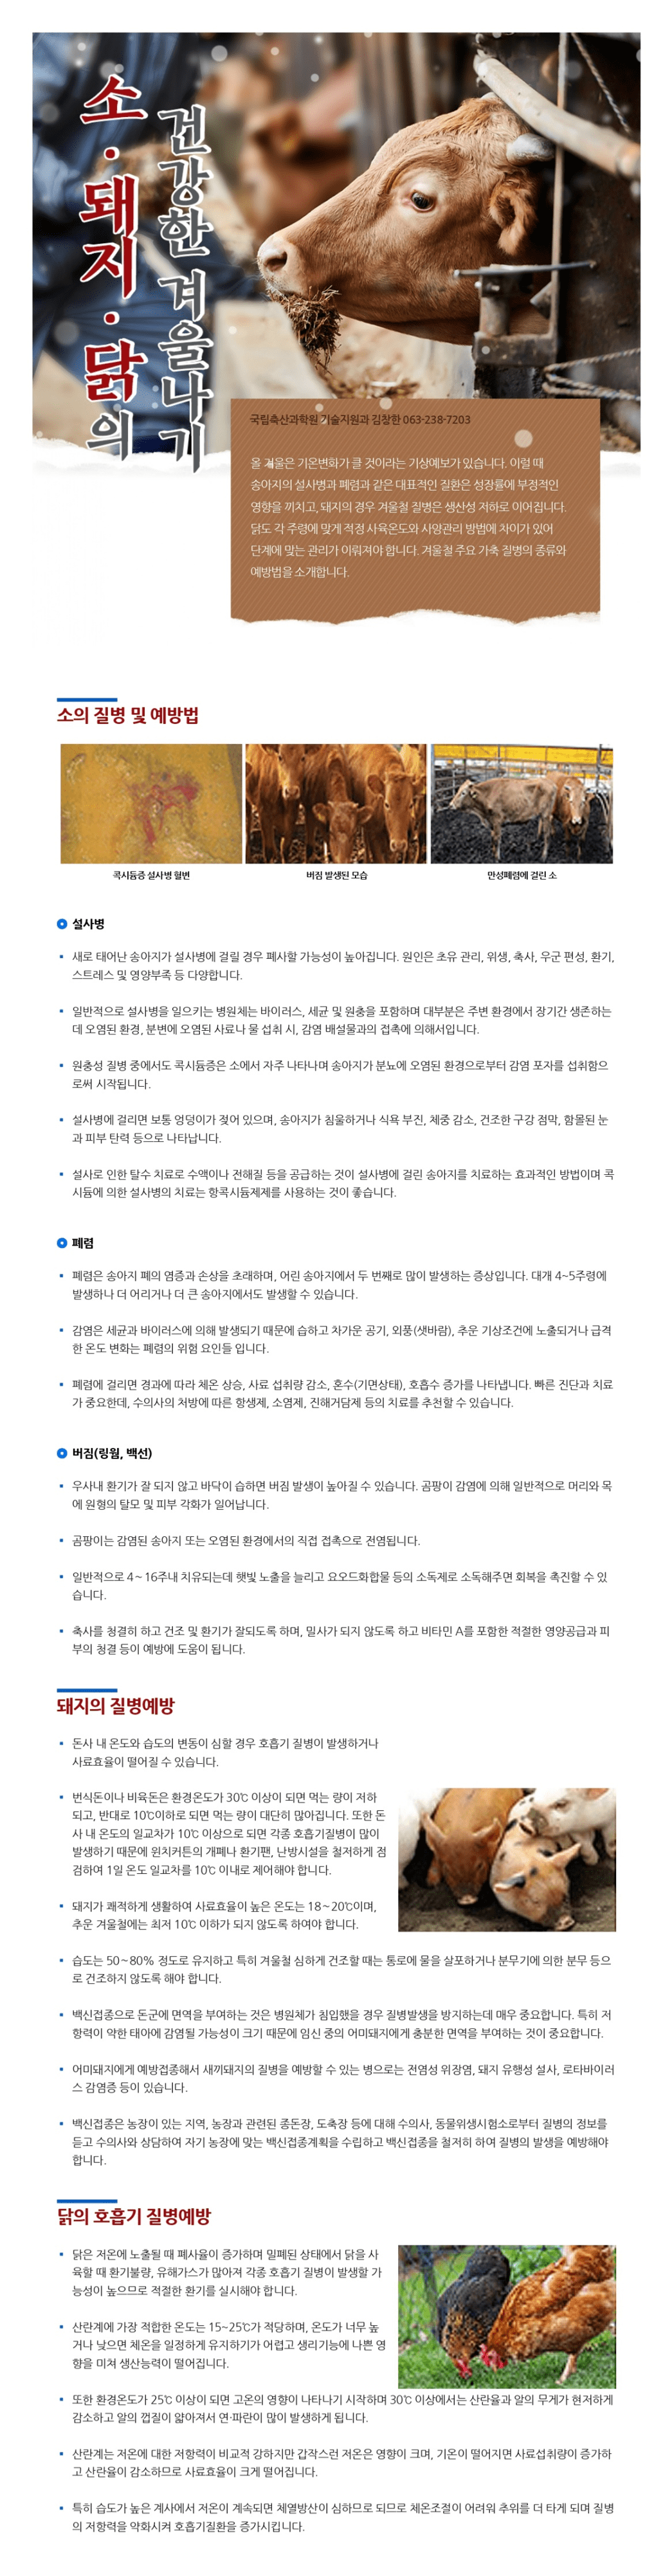 소·돼지·닭의
건강한 겨울나기
국립축산과학원 기술지원과 김창한 063-238-7203
올 겨울은 기온변화가 클 것이라는 기상예보가 있습니다. 이럴 때
송아지의 설사병과 폐렴과 같은 대표적인 질환은 성장률에 부정적인
영향을 끼치고, 돼지의 경우 겨울철 질병은 생산성 저하로 이어집니다.
닭도 각 주령에 맞게 적정 사육온도와 사양관리 방법에 차이가 있어
단계에 맞는 관리가 이뤄져야 합니다. 겨울철 주요 가축 질병의 종류와
예방법을 소개합니다.
소의 질병 및 예방법
콕시듐증 설사병 혈변
버짐 발생된 모습
만성폐렴에 걸린 소
설사병
새로 태어난 송아지가 설사병에 걸릴 경우 폐사할 가능성이 높아집니다. 원인은 초유 관리, 위생, 축사, 우군 편성, 환기,
스트레스 및 영양부족 등 다양합니다.
일반적으로 설사병을 일으키는 병원체는 바이러스, 세균 및 원충을 포함하며 대부분은 주변 환경에서 장기간 생존하는
데 오염된 환경, 분변에 오염된 사료나 물 섭취 시, 감염 배설물과의 접촉에 의해서입니다.
원충성 질병 중에서도 콕시듐증은 소에서 자주 나타나며 송아지가 분뇨에 오염된 환경으로부터 감염 포자를 섭취함으
로써 시작됩니다.
설사병에 걸리면 보통 엉덩이가 젖어 있으며, 송아지가 침울하거나 식욕 부진, 체중 감소, 건조한 구강 점막, 함몰된 눈
과 피부 탄력 등으로 나타납니다.
설사로 인한 탈수 치료로 수액이나 전해질 등을 공급하는 것이 설사병에 걸린 송아지를 치료하는 효과적인 방법이며 콕
시듐에 의한 설사병의 치료는 항콕시듐제제를 사용하는 것이 좋습니다.
폐렴
폐렴은 송아지 폐의 염증과 손상을 초래하며, 어린 송아지에서 두 번째로 많이 발생하는 증상입니다. 대개 4~5주령에
발생하나 더 어리거나 더 큰 송아지에서도 발생할 수 있습니다.
감염은 세균과 바이러스에 의해 발생되기 때문에 습하고 차가운 공기, 외풍(샛바람), 추운 기상조건에 노출되거나 급격
한 온도 변화는 폐렴의 위험 요인들 입니다.
폐렴에 걸리면 경과에 따라 체온 상승, 사료 섭취량 감소, 혼수(기면상태), 호흡수 증가를 나타냅니다. 빠른 진단과 치료
가 중요한데, 수의사의 처방에 따른 항생제, 소염제, 진해거담제 등의 치료를 추천할 수 있습니다.
버짐(링웜, 백선)
우사내 환기가 잘 되지 않고 바닥이 습하면 버짐 발생이 높아질 수 있습니다. 곰팡이 감염에 의해 일반적으로 머리와 목
에 원형의 탈모 및 피부 각화가 일어납니다.
곰팡이는 감염된 송아지 또는 오염된 환경에서의 직접 접촉으로 전염됩니다.
일반적으로 4~16주내 치유되는데 햇빛 노출을 늘리고 요오드화합물 등의 소독제로 소독해주면 회복을 촉진할 수 있
습니다.
축사를 청결히 하고 건조 및 환기가 잘되도록 하며, 밀사가 되지 않도록 하고 비타민 A를 포함한 적절한 영양공급과 피
부의 청결 등이 예방에 도움이 됩니다.
돼지의 질병예방
돈사 내 온도와 습도의 변동이 심할 경우 호흡기 질병이 발생하거나
사료효율이 떨어질 수 있습니다.
번식돈이나 비육돈은 환경온도가 30℃ 이상이 되면 먹는 량이 저하
되고, 반대로 10℃이하로 되면 먹는 량이 대단히 많아집니다. 또한 돈
사 내 온도의 일교차가 10℃ 이상으로 되면 각종 호흡기질병이 많이
발생하기 때문에 윈치커튼의 개폐나 환기팬, 난방시설을 철저하게 점
검하여 1일 온도 일교차를 10℃ 이내로 제어해야 합니다.
돼지가 쾌적하게 생활하여 사료효율이 높은 온도는 18~20℃이며,
추운 겨울철에는 최저 10℃ 이하가 되지 않도록 하여야 합니다.
습도는 50~80% 정도로 유지하고 특히 겨울철 심하게 건조할 때는 통로에 물을 살포하거나 분무기에 의한 분무 등으
로 건조하지 않도록 해야 합니다.
백신접종으로 돈군에 면역을 부여하는 것은 병원체가 침입했을 경우 질병발생을 방지하는데 매우 중요합니다. 특히 저
항력이 약한 태아에 감염될 가능성이 크기 때문에 임신 중의 어미돼지에게 충분한 면역을 부여하는 것이 중요합니다.
어미돼지에게 예방접종해서 새끼돼지의 질병을 예방할 수 있는 병으로는 전염성 위장염, 돼지 유행성 설사, 로타바이러
스 감염증 등이 있습니다.
백신접종은 농장이 있는 지역, 농장과 관련된 종돈장, 도축장 등에 대해 수의사, 동물위생시험소로부터 질병의 정보를
듣고 수의사와 상담하여 자기 농장에 맞는 백신접종계획을 수립하고 백신접종을 철저히 하여 질병의 발생을 예방해야
합니다.
닭의 호흡기 질병예방
닭은 저온에 노출될 때 폐사율이 증가하며 밀폐된 상태에서 닭을 사
육할 때 환기불량, 유해가스가 많아져 각종 호흡기 질병이 발생할 가
능성이 높으므로 적절한 환기를 실시해야 합니다.
산란계에 가장 적합한 온도는 15~25℃가 적당하며, 온도가 너무 높
거나 낮으면 체온을 일정하게 유지하기가 어렵고 생리기능에 나쁜 영
향을 미쳐 생산능력이 떨어집니다.
또한 환경온도가 25℃ 이상이 되면 고온의 영향이 나타나기 시작하며 30℃ 이상에서는 산란율과 알의 무게가 현저하게
감소하고 알의 껍질이 얇아져서 연·파란이 많이 발생하게 됩니다.
산란계는 저온에 대한 저항력이 비교적 강하지만 갑작스런 저온은 영향이 크며, 기온이 떨어지면 사료섭취량이 증가하
고 산란율이 감소하므로 사료효율이 크게 떨어집니다.
특히 습도가 높은 계사에서 저온이 계속되면 체열방산이 심하므로 되므로 체온조절이 어려워 추위를 더 타게 되며 질병
의 저항력을 약화시켜 호흡기질환을 증가시킵니다.